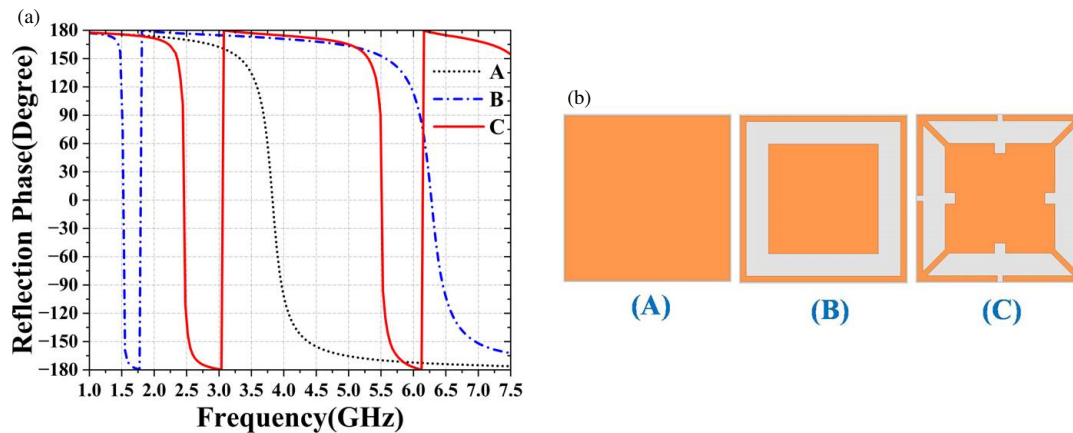 (a)
Reflection Phase(Degree)
180
150
120
90
60
30
0
−30
−60
−90
−120
−150
−180
1.0 1.5 2.0 2.5 3.0 3.5 4.0 4.5 5.0 5.5 6.0 6.5 7.0 7.5
Frequency(GHz)
A
B
C
(b)
(A) (B) (C)